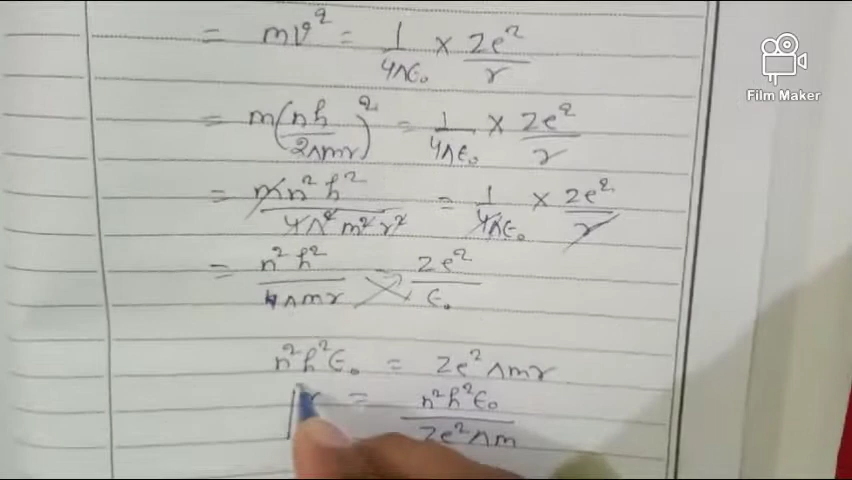 = mv² = 1/4πε₀ × Ze²/r
= m(nh/2πmr)² = 1/4πε₀ × Ze²/r
= mn²h²/4π²m²r² = 1/4πε₀ × Ze²/r
= n²h²/4πmr = Ze²/ε₀
n²h²ε₀ = Ze²πmr
r = n²h²ε₀/Ze²πm
Film Maker